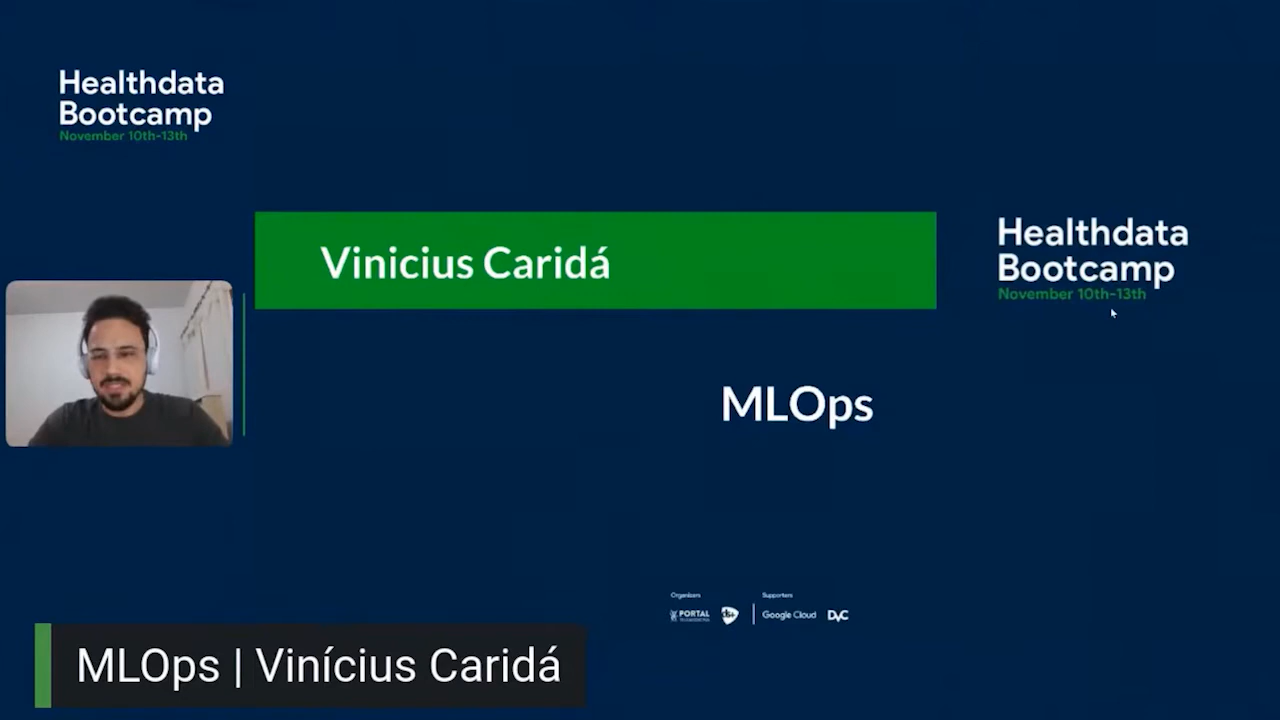 Healthdata
Bootcamp
November 10th-13th
Vinicius Caridá
Healthdata
Bootcamp
November 10th-13th
MLOps
Organizers
Supporters
PORTAL
ds+
Google Cloud
DVC
MLOps | Vinícius Caridá